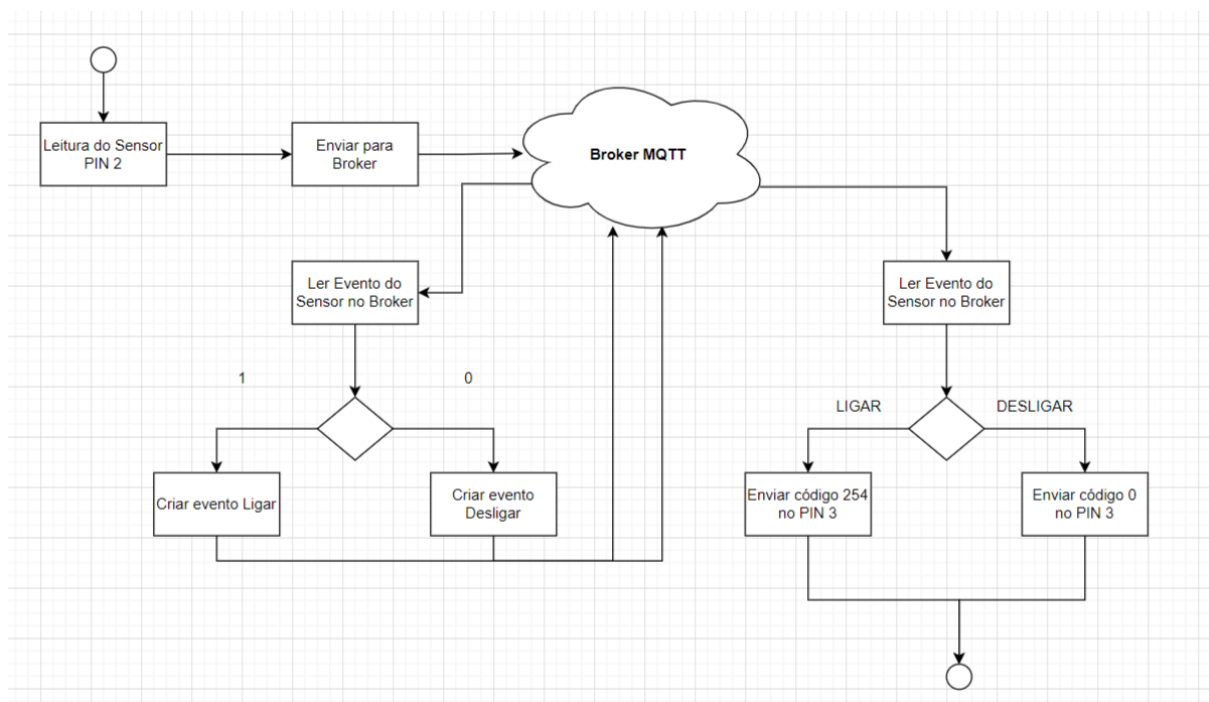 Leitura do Sensor
PIN 2
Enviar para
Broker
Broker MQTT
Ler Evento do
Sensor no Broker
Ler Evento do
Sensor no Broker
1
0
LIGAR
DESLIGAR
Criar evento Ligar
Criar evento
Desligar
Enviar código 254
no PIN 3
Enviar código 0
no PIN 3